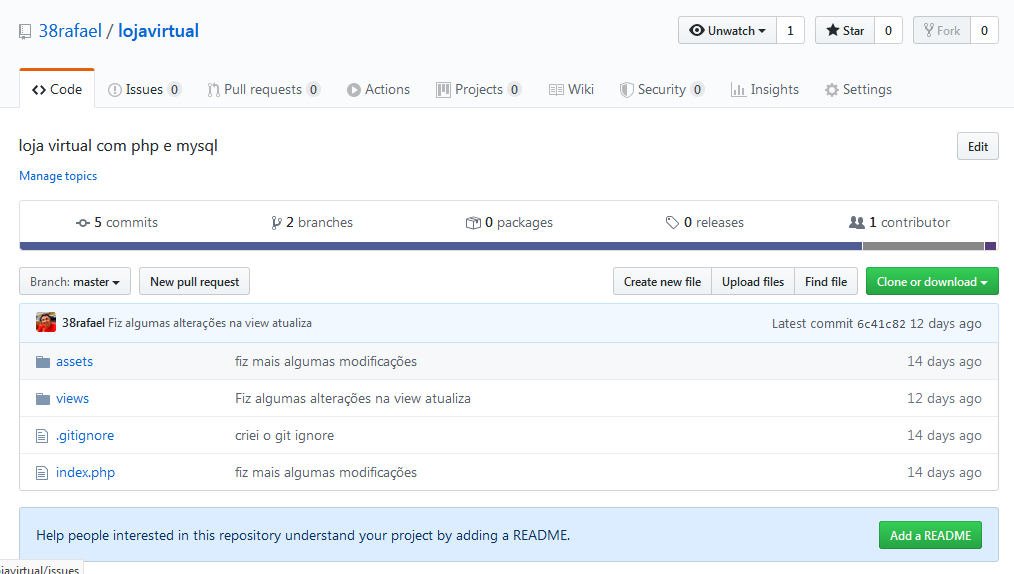 38rafael / lojavirtual
Unwatch 1 Star 0 Fork 0
Code Issues 0 Pull requests 0 Actions Projects 0 Wiki Security 0 Insights Settings
loja virtual com php e mysql Edit
Manage topics
5 commits 2 branches 0 packages 0 releases 1 contributor
Branch: master New pull request Create new file Upload files Find file Clone or download
38rafael Fiz algumas alterações na view atualiza Latest commit 6c41c82 12 days ago
assets fiz mais algumas modificações 14 days ago
views Fiz algumas alterações na view atualiza 12 days ago
.gitignore criei o git ignore 14 days ago
index.php fiz mais algumas modificações 14 days ago
Help people interested in this repository understand your project by adding a README. Add a README
javirtual/issues